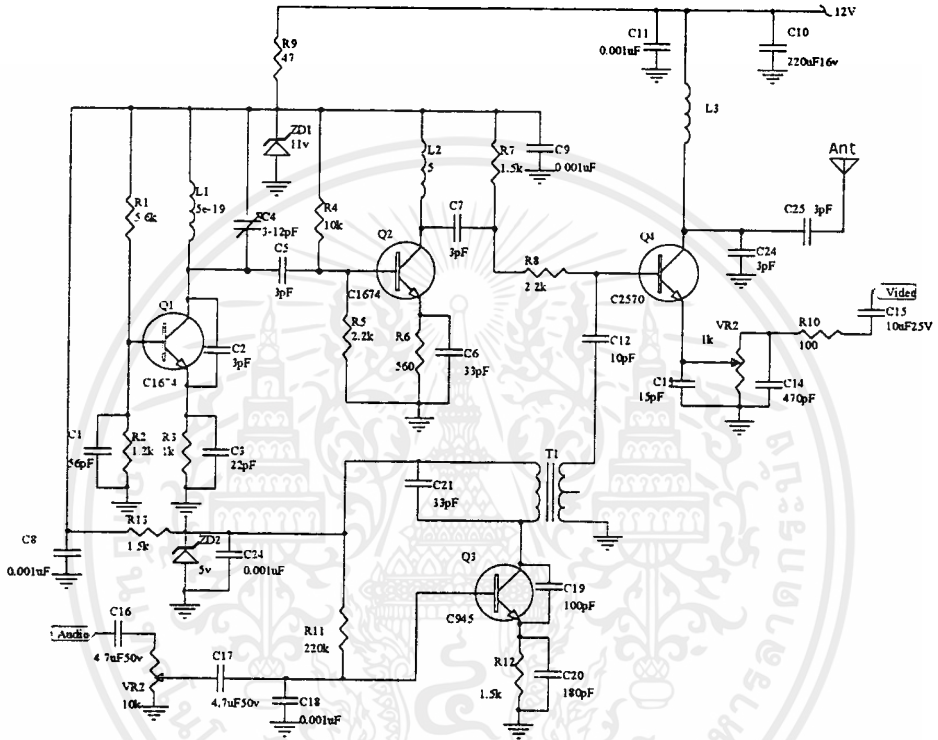 12V
C11
0.001uF
C10
220uF16v
R9
47
L3
ZD1
11v
L2
5
R7
1.5k
C9
0.001uF
Ant
R1
5.6k
L1
C4
3-12pF
R4
10k
C7
3pF
C25 3pF
C5
3pF
Q2
C1674
R8
2.2k
Q4
C2570
C24
3pF
Video
C15
10uF25V
Q1
C1674
C2
3pF
R5
2.2k
R6
560
C6
33pF
C12
10pF
VR2
1k
R10
100
15pF
C14
470pF
C1
56pF
R2
1.2k
R3
1k
C3
22pF
T1
C21
33pF
R13
1.5k
ZD2
5v
C24
0.001uF
C8
0.001uF
Q3
C945
C19
100pF
Audio
C16
4.7uF50v
R11
220k
VR2
10k
C17
4.7uF50v
C18
0.001uF
R12
1.5k
C20
180pF